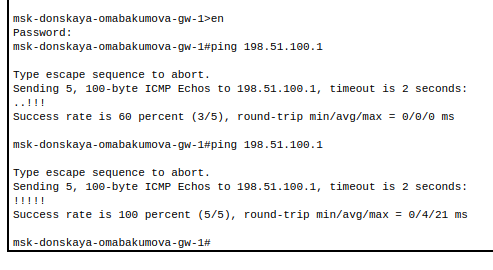 msk-donskaya-omabakumova-gw-1>en
Password:
msk-donskaya-omabakumova-gw-1#ping 198.51.100.1
Type escape sequence to abort.
Sending 5, 100-byte ICMP Echos to 198.51.100.1, timeout is 2 seconds:
..!!!
Success rate is 60 percent (3/5), round-trip min/avg/max = 0/0/0 ms
msk-donskaya-omabakumova-gw-1#ping 198.51.100.1
Type escape sequence to abort.
Sending 5, 100-byte ICMP Echos to 198.51.100.1, timeout is 2 seconds:
!!!!!
Success rate is 100 percent (5/5), round-trip min/avg/max = 0/4/21 ms
msk-donskaya-omabakumova-gw-1#